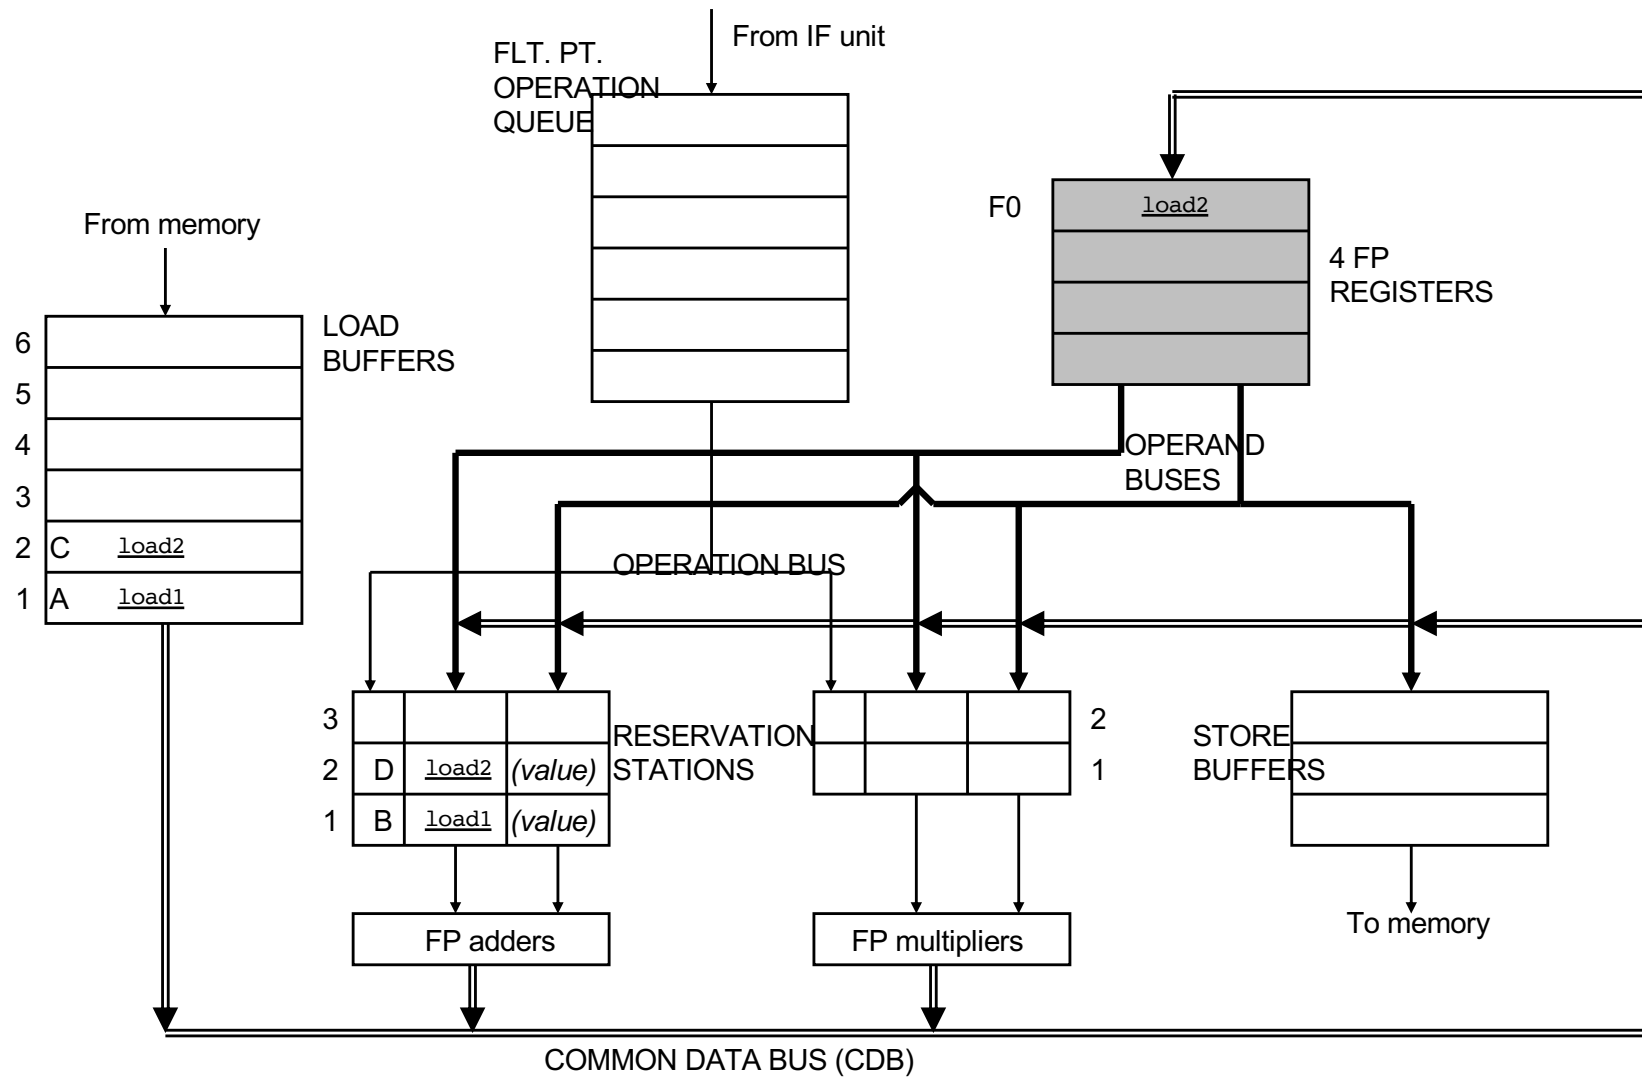 From IF unit
FLT. PT.
OPERATION
QUEUE
F0 load2
From memory
4 FP
REGISTERS
LOAD
BUFFERS
6
5
4
3
2 C load2
1 A load1
OPERAND
BUSES
OPERATION BUS
3
2 D load2 (value)
1 B load1 (value)
RESERVATION
STATIONS
2
1
STORE
BUFFERS
FP adders
FP multipliers
To memory
COMMON DATA BUS (CDB)